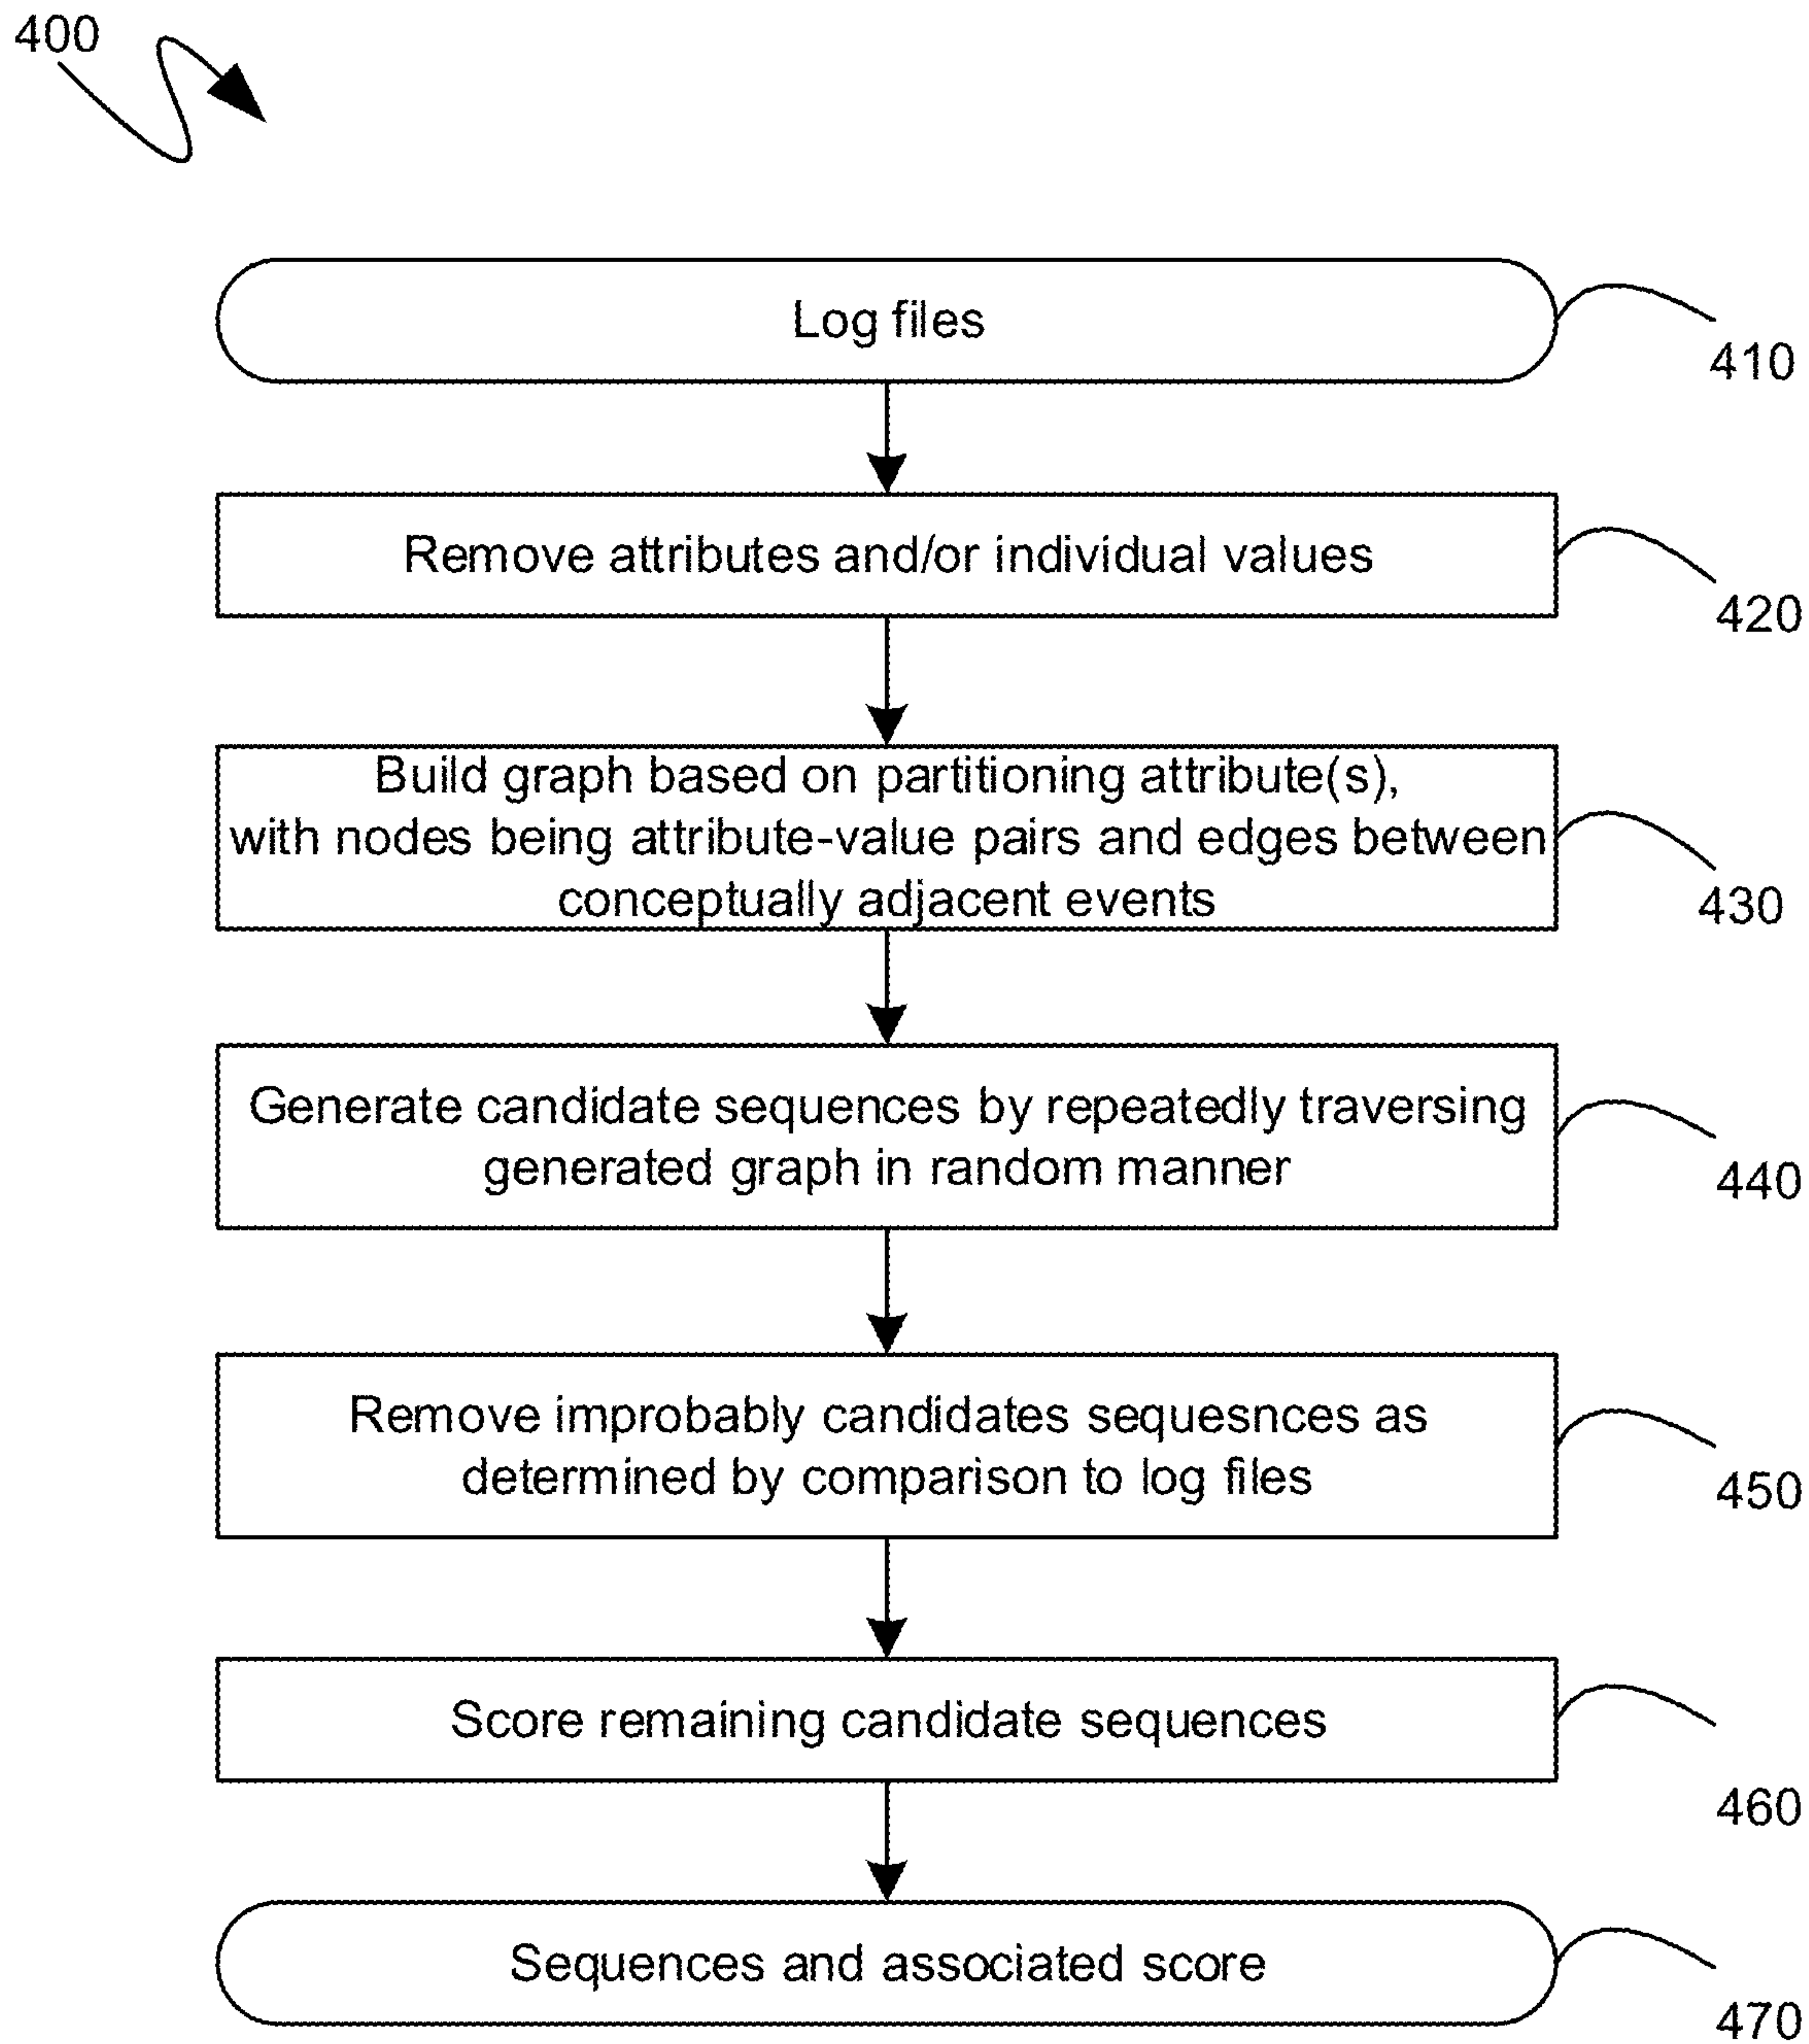 400
Log files
410
Remove attributes and/or individual values
420
Build graph based on partitioning attribute(s),
with nodes being attribute-value pairs and edges between
conceptually adjacent events
430
Generate candidate sequences by repeatedly traversing
generated graph in random manner
440
Remove improbably candidates sequesnces as
determined by comparison to log files
450
Score remaining candidate sequences
460
Sequences and associated score
470